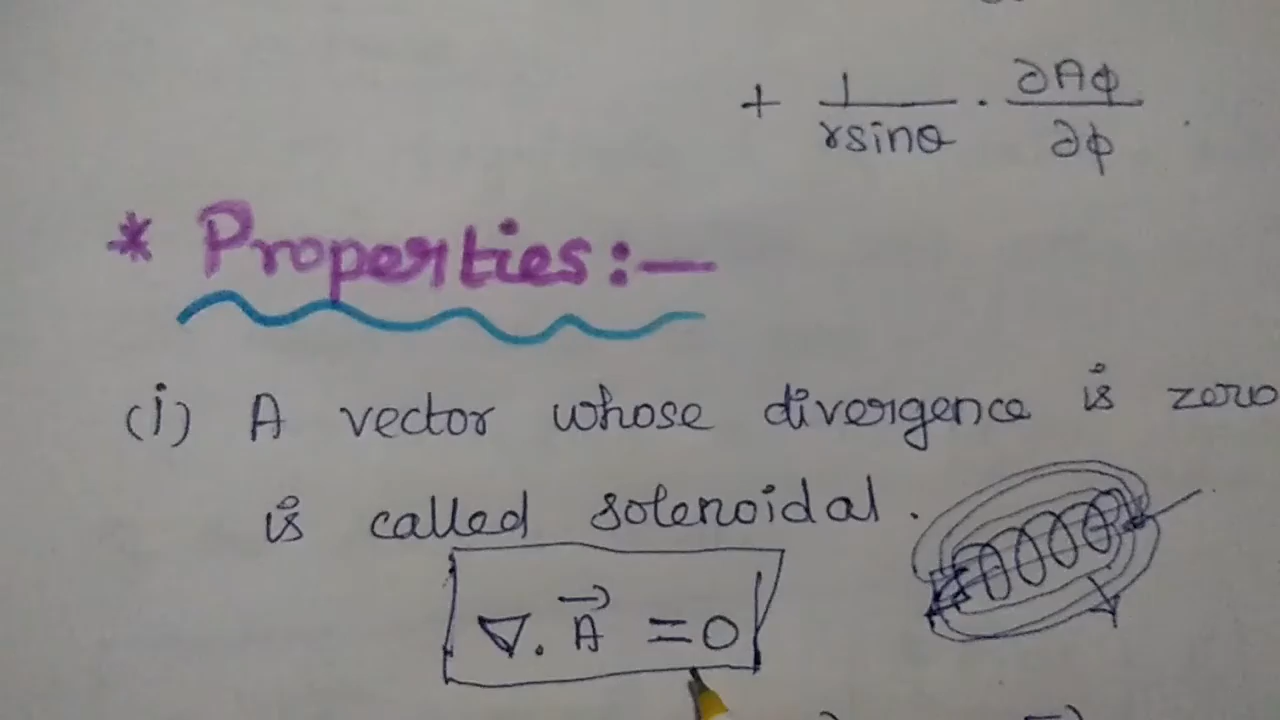 + 1/(rsinθ) · ∂Aϕ/∂ϕ .
* Properties:—
(i) A vector whose divergence is zero
is called solenoidal.
∇. A⃗ = 0